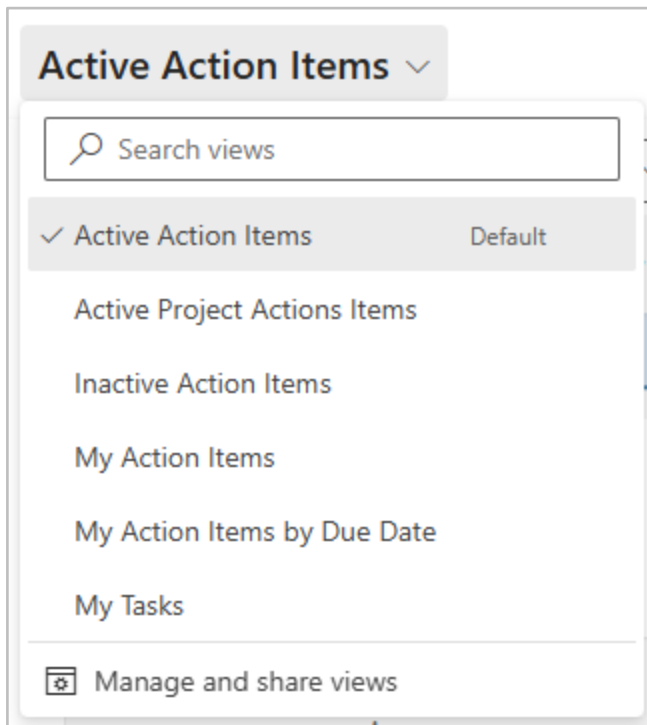 Active Action Items
Search views
Active Action Items Default
Active Project Actions Items
Inactive Action Items
My Action Items
My Action Items by Due Date
My Tasks
Manage and share views